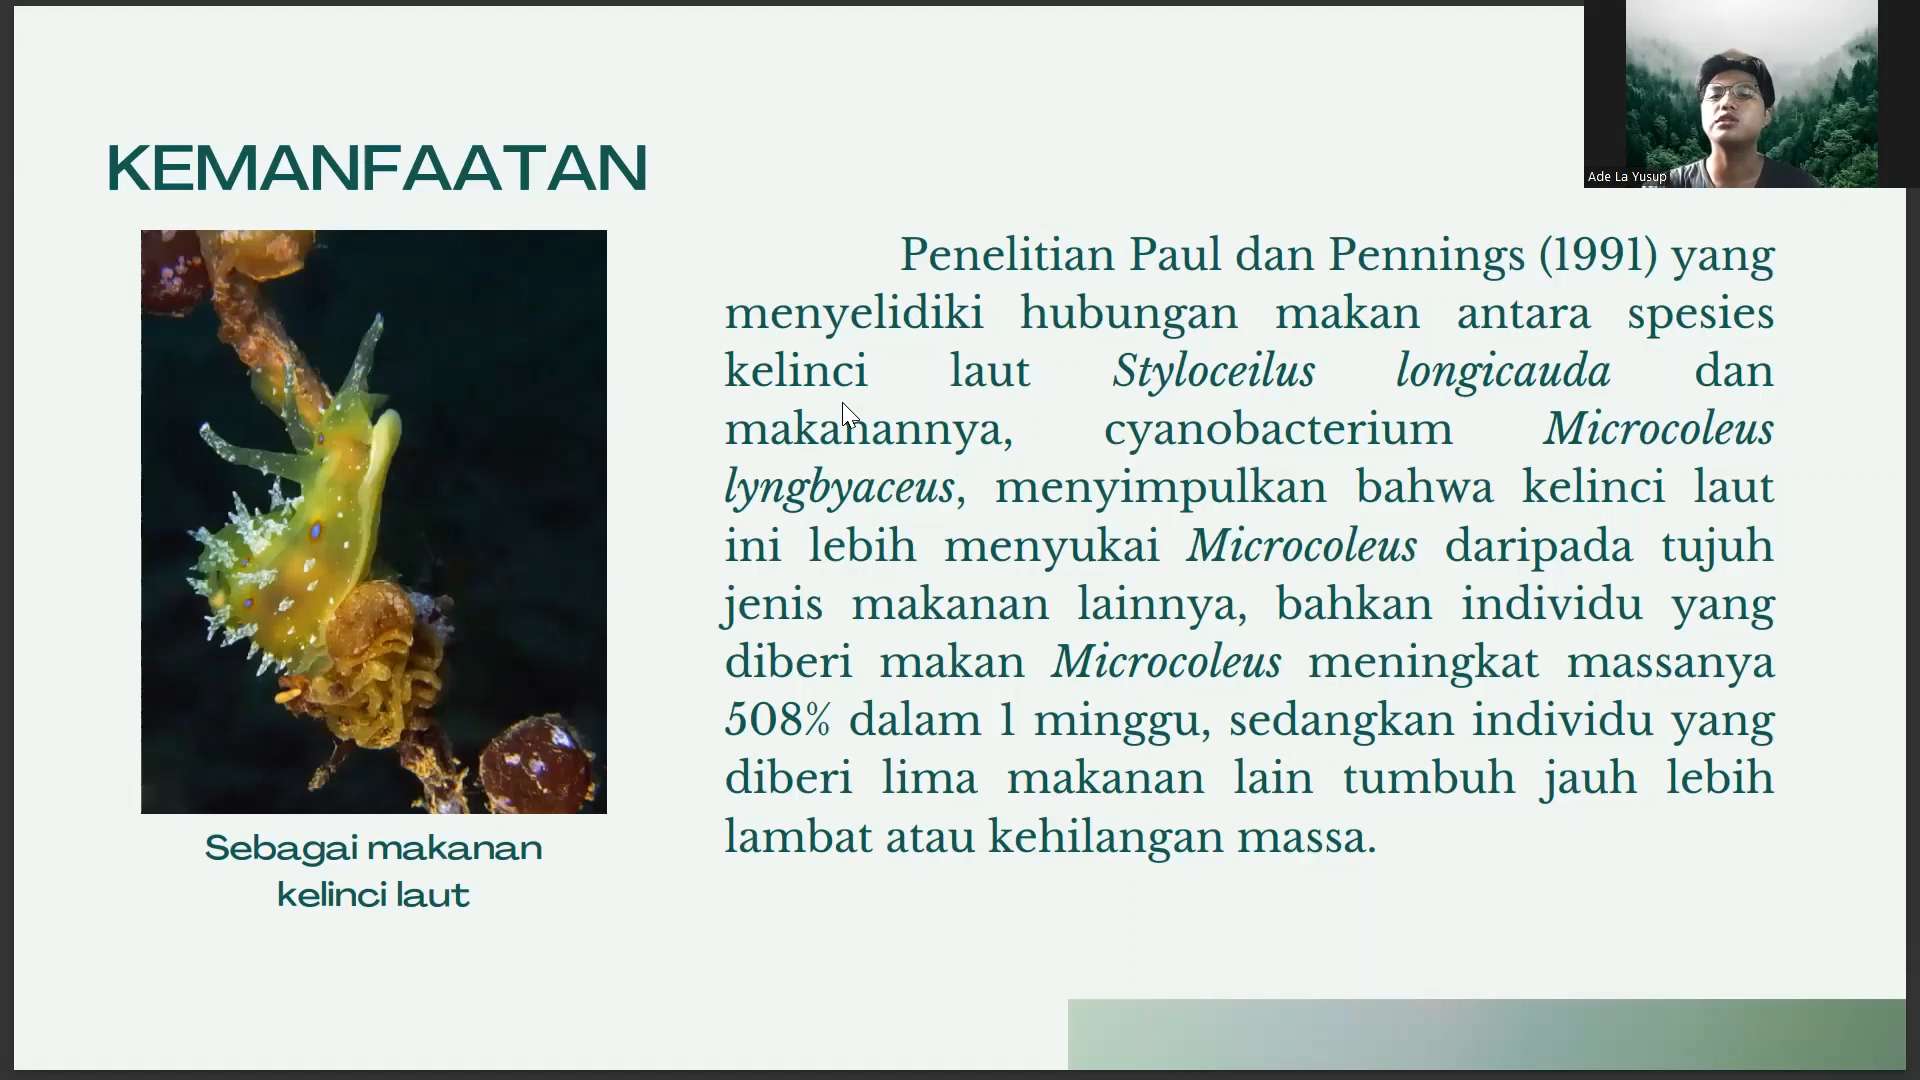 Ade La Yusup
KEMANFAATAN
Penelitian Paul dan Pennings (1991) yang
menyelidiki hubungan makan antara spesies
kelinci laut Styloceilus longicauda dan
makanannya, cyanobacterium Microcoleus
lyngbyaceus, menyimpulkan bahwa kelinci laut
ini lebih menyukai Microcoleus daripada tujuh
jenis makanan lainnya, bahkan individu yang
diberi makan Microcoleus meningkat massanya
508% dalam 1 minggu, sedangkan individu yang
diberi lima makanan lain tumbuh jauh lebih
lambat atau kehilangan massa.
Sebagai makanan
kelinci laut